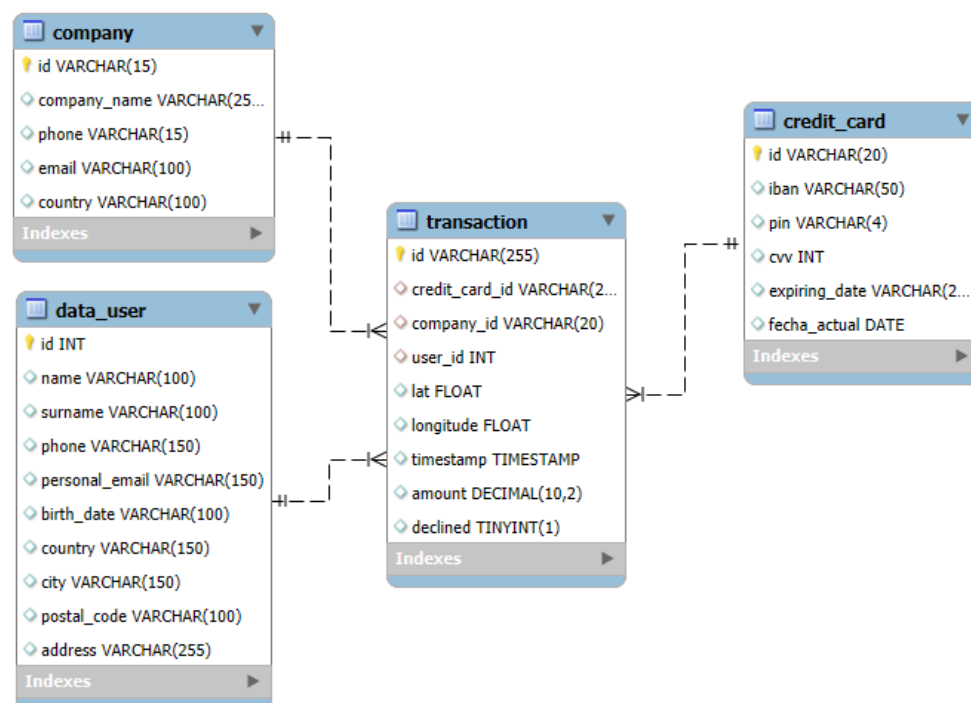 company
id VARCHAR(15)
company_name VARCHAR(25...
phone VARCHAR(15)
email VARCHAR(100)
country VARCHAR(100)
Indexes
data_user
id INT
name VARCHAR(100)
surname VARCHAR(100)
phone VARCHAR(150)
personal_email VARCHAR(150)
birth_date VARCHAR(100)
country VARCHAR(150)
city VARCHAR(150)
postal_code VARCHAR(100)
address VARCHAR(255)
Indexes
transaction
id VARCHAR(255)
credit_card_id VARCHAR(2...
company_id VARCHAR(20)
user_id INT
lat FLOAT
longitude FLOAT
timestamp TIMESTAMP
amount DECIMAL(10,2)
declined TINYINT(1)
Indexes
credit_card
id VARCHAR(20)
iban VARCHAR(50)
pin VARCHAR(4)
cvv INT
expiring_date VARCHAR(2...
fecha_actual DATE
Indexes